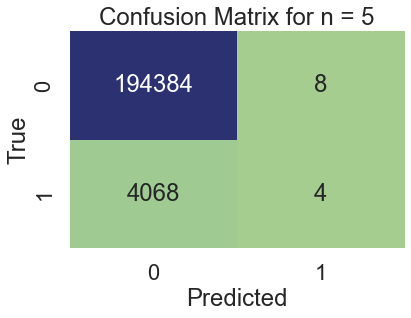 Confusion Matrix for n = 5
True
0
194384
8
1
4068
4
0
1
Predicted